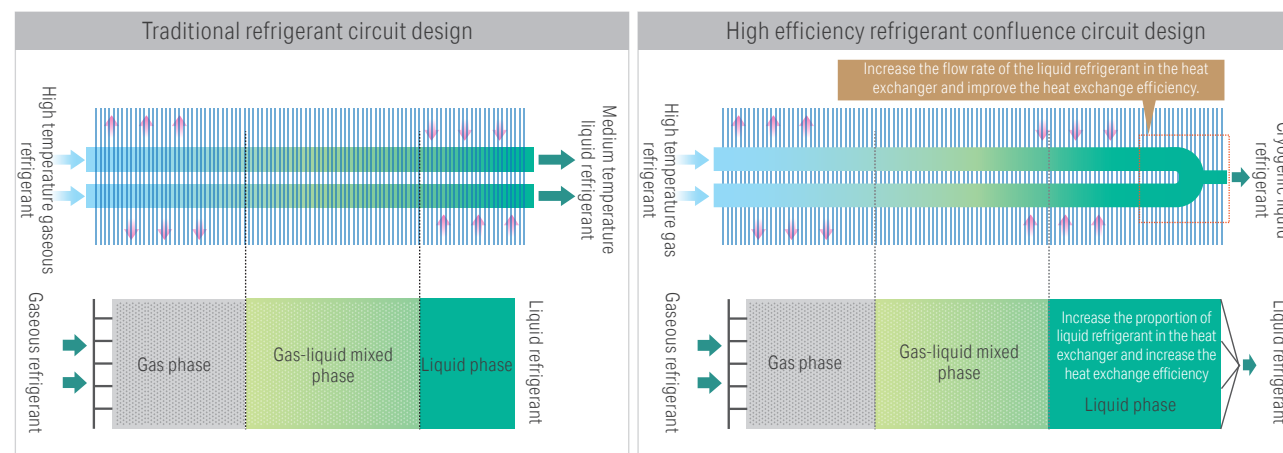 Traditional refrigerant circuit design
High temperature gaseous
refrigerant
Medium temperature
liquid refrigerant
Gaseous refrigerant
Gas phase
Gas-liquid mixed
phase
Liquid phase
Liquid refrigerant
High efficiency refrigerant confluence circuit design
Increase the flow rate of the liquid refrigerant in the heat
exchanger and improve the heat exchange efficiency.
High temperature gas
refrigerant
Cryogenic liquid
refrigerant
Gaseous refrigerant
Gas phase
Gas-liquid mixed
phase
Increase the proportion of
liquid refrigerant in the heat
exchanger and increase the
heat exchange efficiency
Liquid phase
Liquid refrigerant